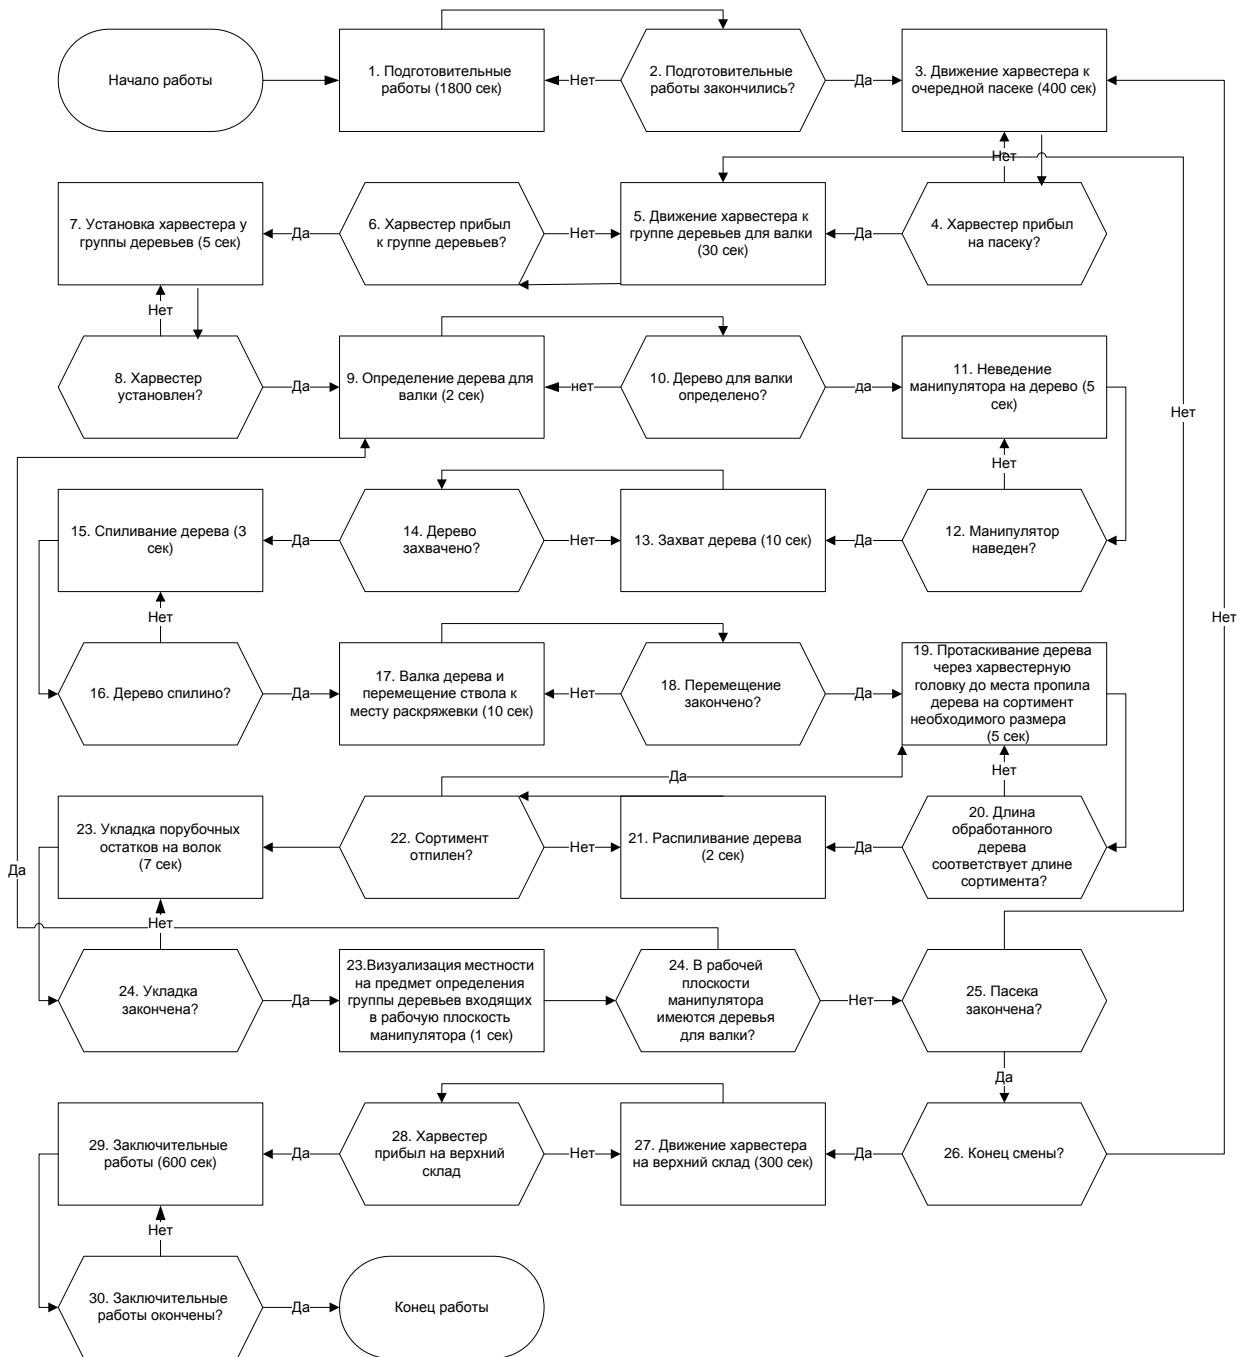 Начало работы
1. Подготовительные
работы (1800 сек)
Нет
2. Подготовительные
работы закончились?
Да
3. Движение харвестера к
очередной пасеке (400 сек)
Нет
7. Установка харвестера у
группы деревьев (5 сек)
Да
6. Харвестер прибыл
к группе деревьев?
Нет
5. Движение харвестера к
группе деревьев для валки
(30 сек)
Да
4. Харвестер прибыл
на пасеку?
Нет
8. Харвестер
установлен?
Да
9. Определение дерева для
валки (2 сек)
нет
10. Дерево для валки
определено?
да
11. Неведение
манипулятора на дерево (5
сек)
Нет
Нет
15. Спиливание дерева (3
сек)
Да
14. Дерево
захвачено?
Нет
13. Захват дерева (10 сек)
Да
12. Манипулятор
наведен?
Нет
Нет
16. Дерево спилино?
Да
17. Валка дерева и
перемещение ствола к
месту раскряжевки (10 сек)
Нет
18. Перемещение
закончено?
Да
19. Протаскивание дерева
через харвестерную
головку до места пропила
дерева на сортимент
необходимого размера
(5 сек)
Да
Нет
23. Укладка порубочных
остатков на волок
(7 сек)
22. Сортимент
отпилен?
Нет
21. Распиливание дерева
(2 сек)
Да
20. Длина
обработанного
дерева
соответствует длине
сортимента?
Да
Нет
24. Укладка
закончена?
Да
23.Визуализация местности
на предмет определения
группы деревьев входящих
в рабочую плоскость
манипулятора (1 сек)
24. В рабочей
плоскости
манипулятора
имеются деревья
для валки?
Нет
25. Пасека
закончена?
Да
29. Заключительные
работы (600 сек)
Да
28. Харвестер
прибыл на верхний
склад
Нет
27. Движение харвестера
на верхний склад (300 сек)
Да
26. Конец смены?
Нет
30. Заключительные
работы окончены?
Да
Конец работы